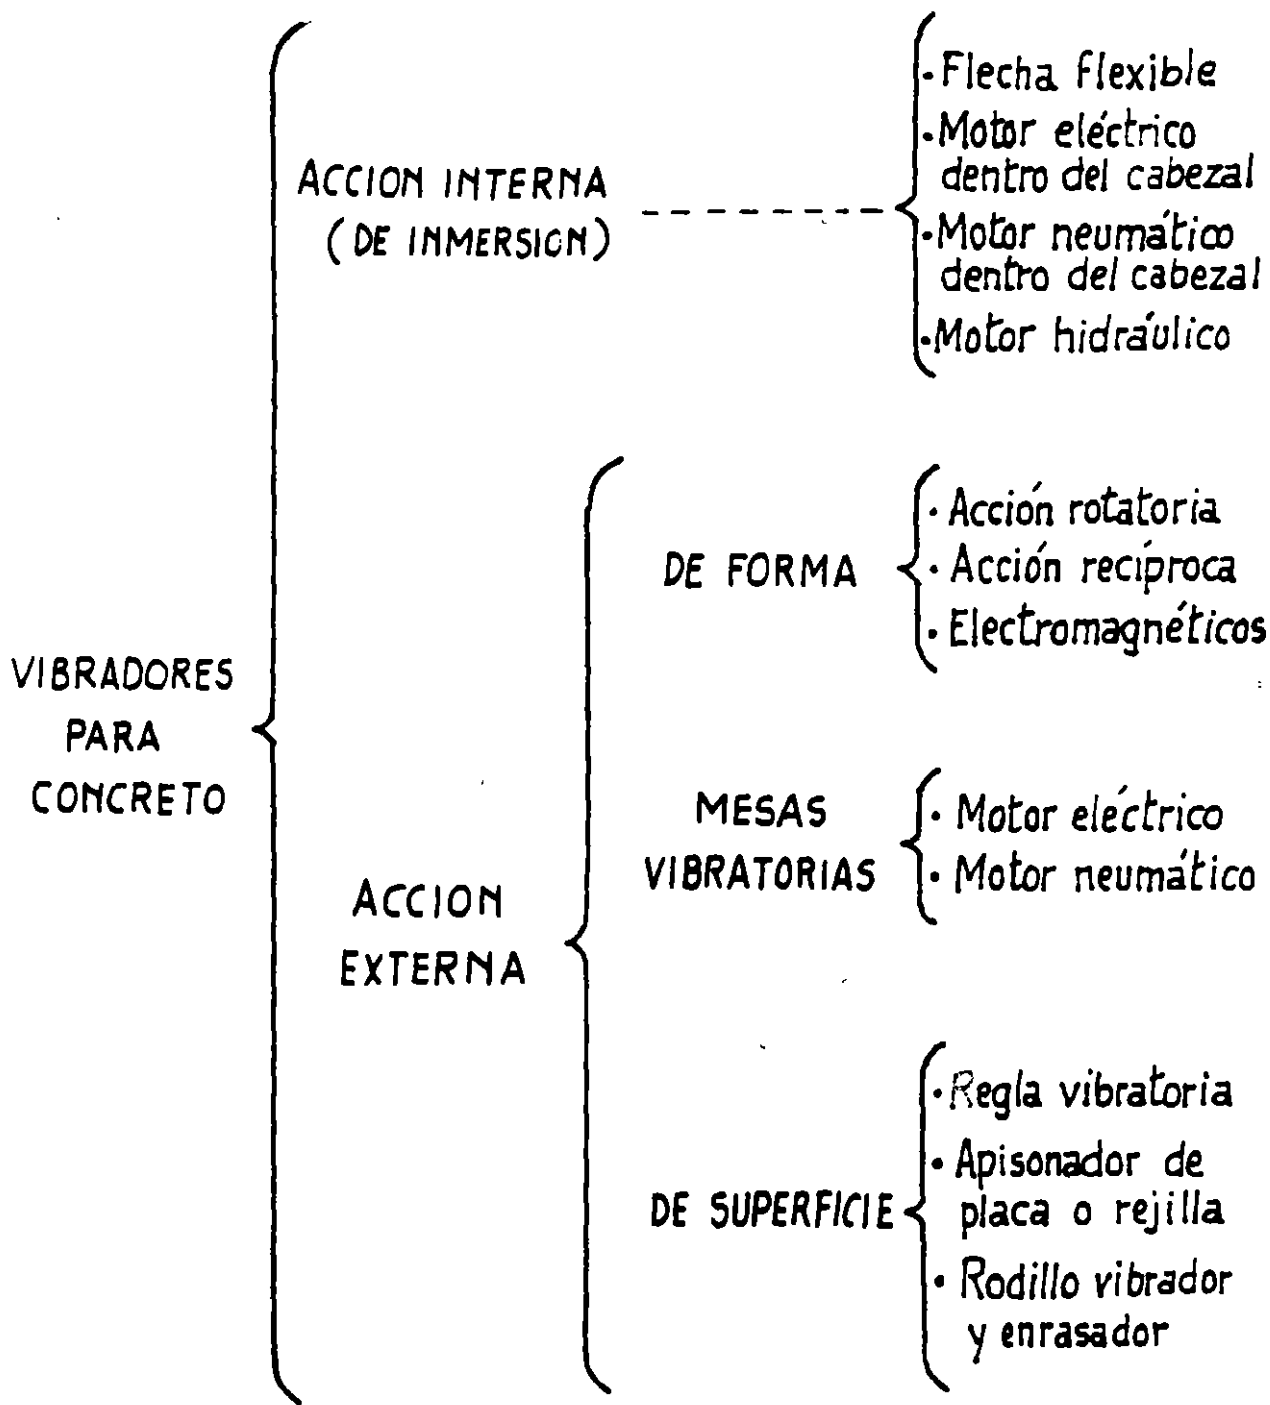 VIBRADORES
PARA
CONCRETO
ACCION INTERNA
(DE INMERSION)
· Flecha flexible
· Motor eléctrico
dentro del cabezal
· Motor neumático
dentro del cabezal
· Motor hidráulico
ACCION
EXTERNA
DE FORMA
· Acción rotatoria
· Acción recíproca
· Electromagnéticos
MESAS
VIBRATORIAS
· Motor eléctrico
· Motor neumático
DE SUPERFICIE
· Regla vibratoria
· Apisonador de
placa o rejilla
· Rodillo vibrador
y enrasador